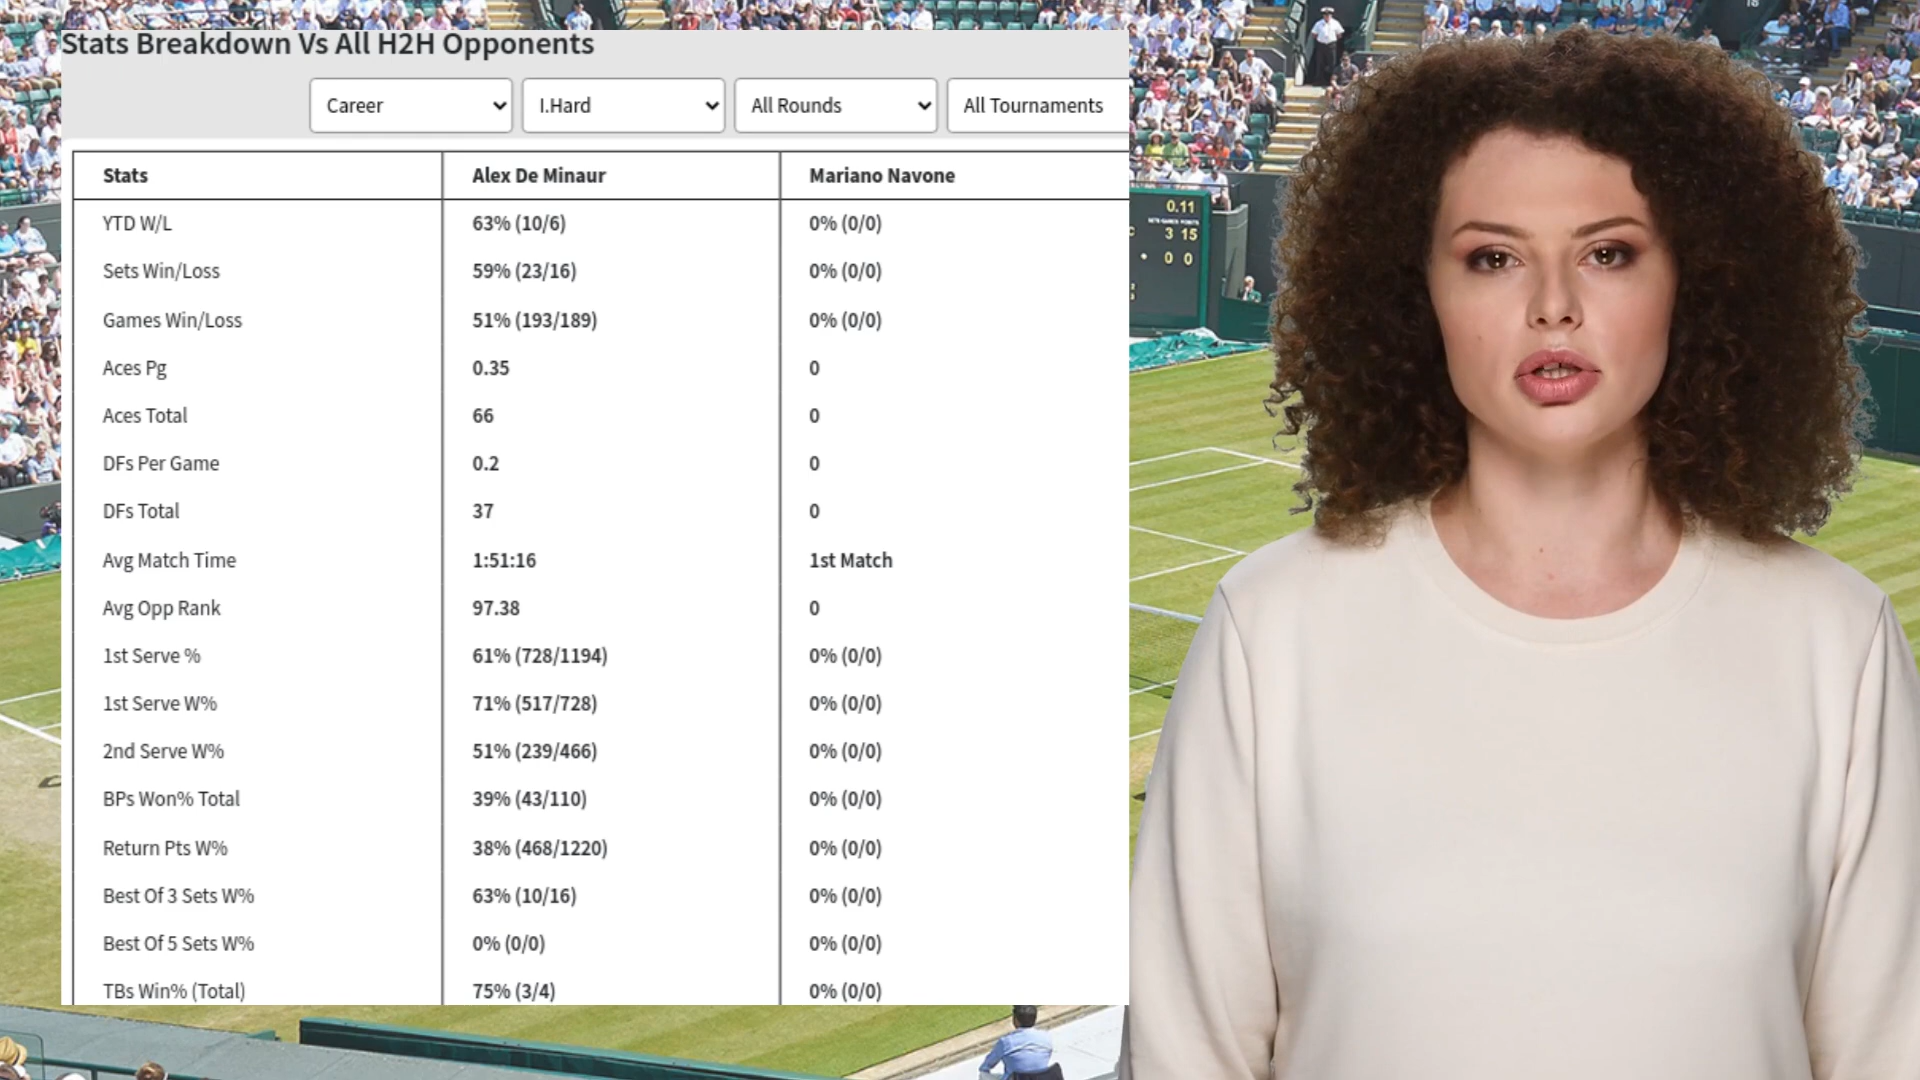 Stats Breakdown Vs All H2H Opponents
Career I.Hard All Rounds All Tournaments
Stats Alex De Minaur Mariano Navone
YTD W/L 63% (10/6) 0% (0/0)
Sets Win/Loss 59% (23/16) 0% (0/0)
Games Win/Loss 51% (193/189) 0% (0/0)
Aces Pg 0.35 0
Aces Total 66 0
DFs Per Game 0.2 0
DFs Total 37 0
Avg Match Time 1:51:16 1st Match
Avg Opp Rank 97.38 0
1st Serve % 61% (728/1194) 0% (0/0)
1st Serve W% 71% (517/728) 0% (0/0)
2nd Serve W% 51% (239/466) 0% (0/0)
BPs Won% Total 39% (43/110) 0% (0/0)
Return Pts W% 38% (468/1220) 0% (0/0)
Best Of 3 Sets W% 63% (10/16) 0% (0/0)
Best Of 5 Sets W% 0% (0/0) 0% (0/0)
TBs Win% (Total) 75% (3/4) 0% (0/0)
18
0.11
3 15
0 0